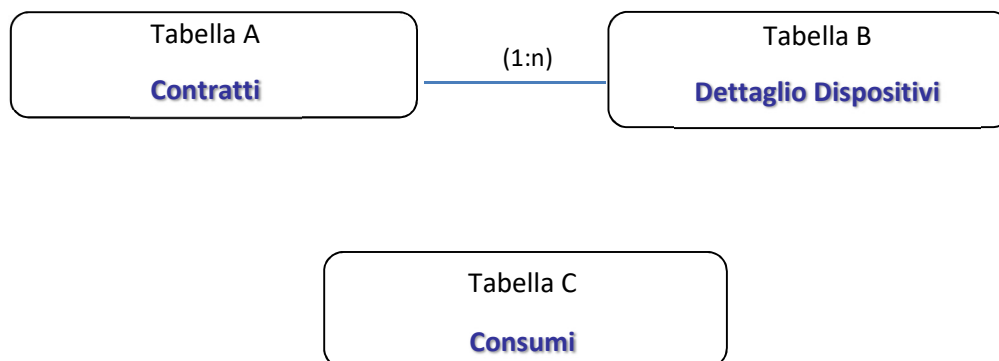 Tabella A
Contratti
(1:n)
Tabella B
Dettaglio Dispositivi
Tabella C
Consumi